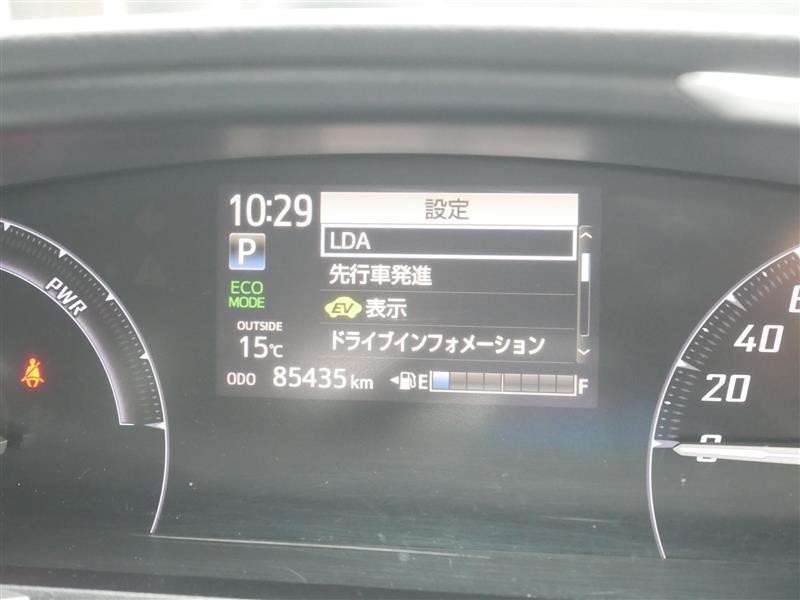 10:29
設定
P
LDA
先行車発進
ECO
MODE
EV 表示
OUTSIDE
15℃
ドライブインフォメーション
ODO 85435 km
E F
PWR
40
20
0